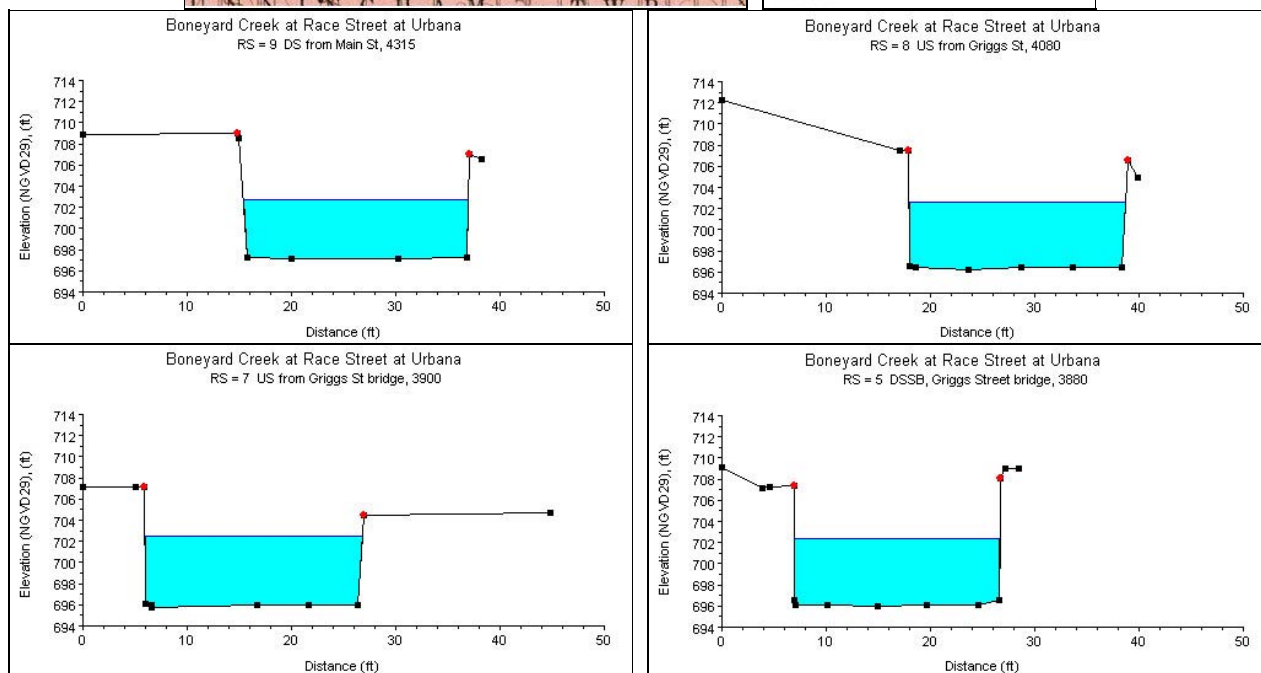 Boneyard Creek at Race Street at Urbana
RS = 9 DS from Main St, 4315
714
712
710
708
706
704
702
700
698
696
694
Elevation (NGVD29), (ft)
0 10 20 30 40 50
Distance (ft)
Boneyard Creek at Race Street at Urbana
RS = 8 US from Griggs St, 4080
714
712
710
708
706
704
702
700
698
696
694
Elevation (NGVD29), (ft)
0 10 20 30 40 50
Distance (ft)
Boneyard Creek at Race Street at Urbana
RS = 7 US from Griggs St bridge, 3900
714
712
710
708
706
704
702
700
698
696
694
Elevation (NGVD29), (ft)
0 10 20 30 40 50
Distance (ft)
Boneyard Creek at Race Street at Urbana
RS = 5 DSSB, Griggs Street bridge, 3880
714
712
710
708
706
704
702
700
698
696
694
Elevation (NGVD29), (ft)
0 10 20 30 40 50
Distance (ft)